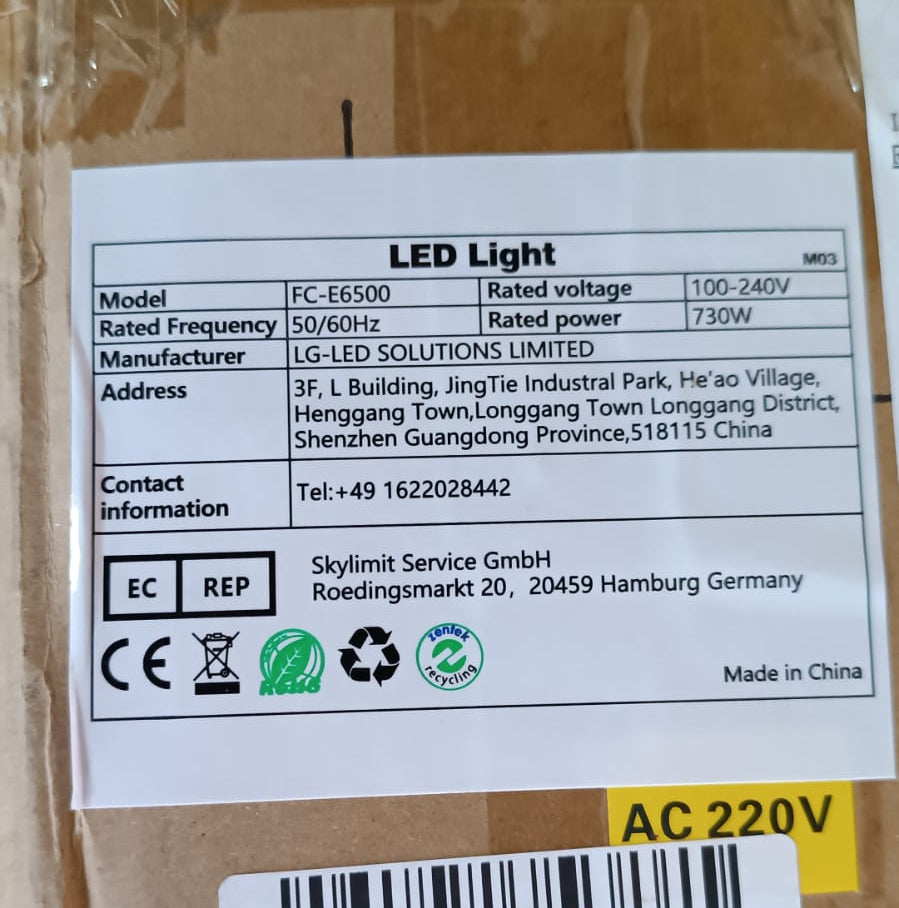 LED Light
M03
Model FC-E6500 Rated voltage 100-240V
Rated Frequency 50/60Hz Rated power 730W
Manufacturer LG-LED SOLUTIONS LIMITED
Address 3F, L Building, JingTie Industral Park, He'ao Village,
Henggang Town,Longgang Town Longgang District,
Shenzhen Guangdong Province,518115 China
Contact
information
Tel:+49 1622028442
EC REP
Skylimit Service GmbH
Roedingsmarkt 20, 20459 Hamburg Germany
CE
RoHS
zentek
recycling
Made in China
AC 220V